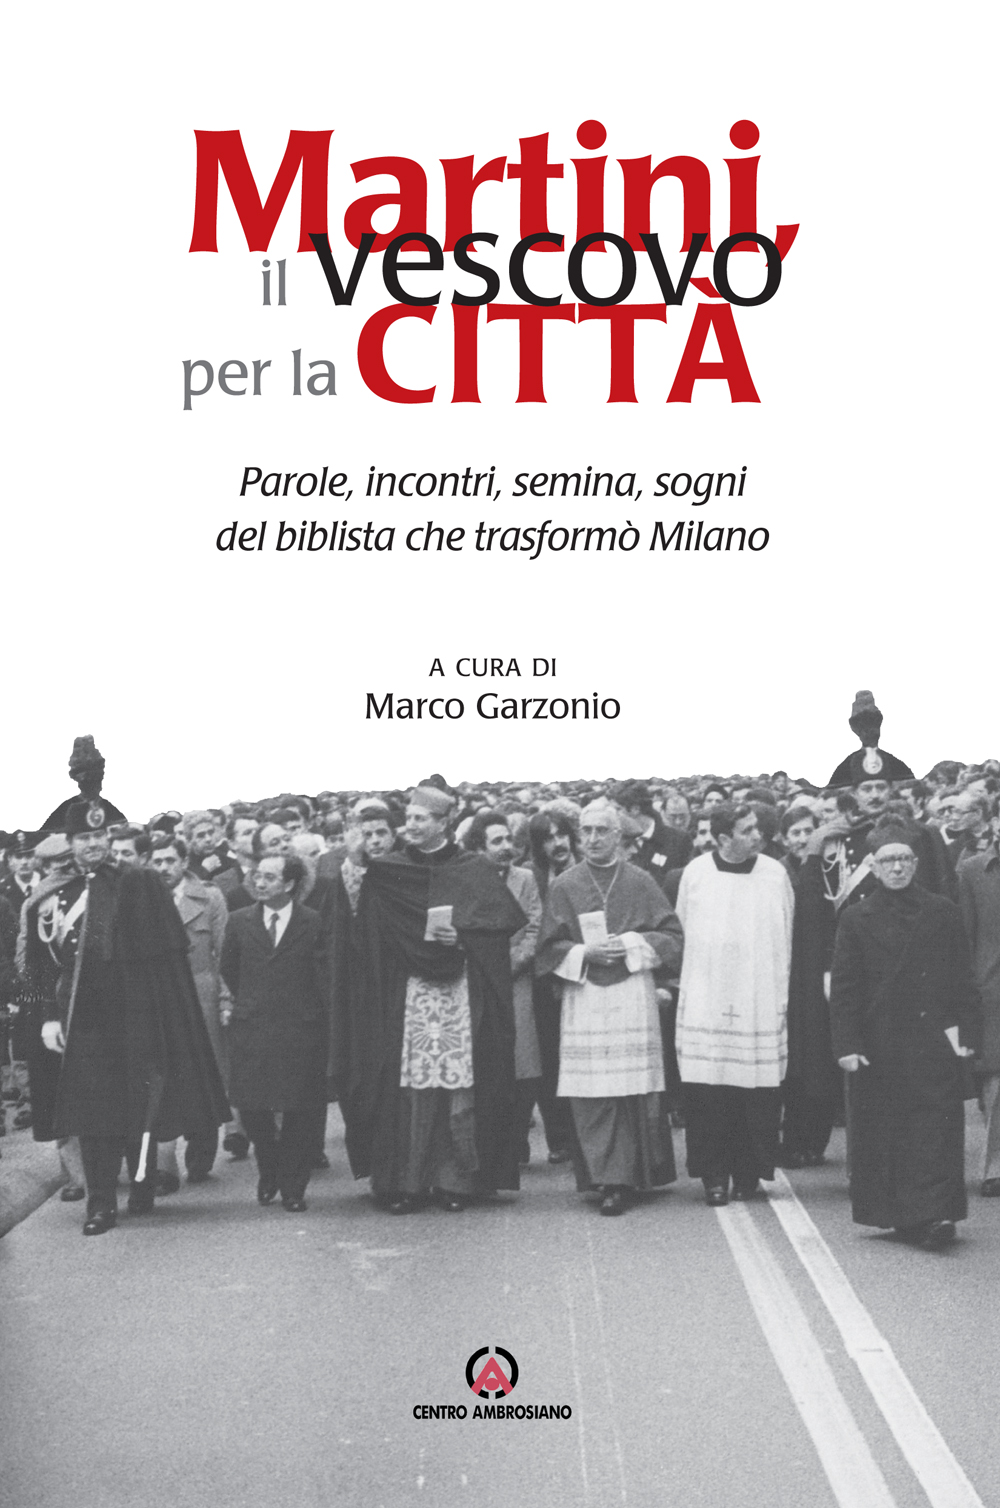 Martini,
il vescovo
per la CITTÀ
Parole, incontri, semina, sogni
del biblista che trasformò Milano
A CURA DI
Marco Garzonio
CENTRO AMBROSIANO